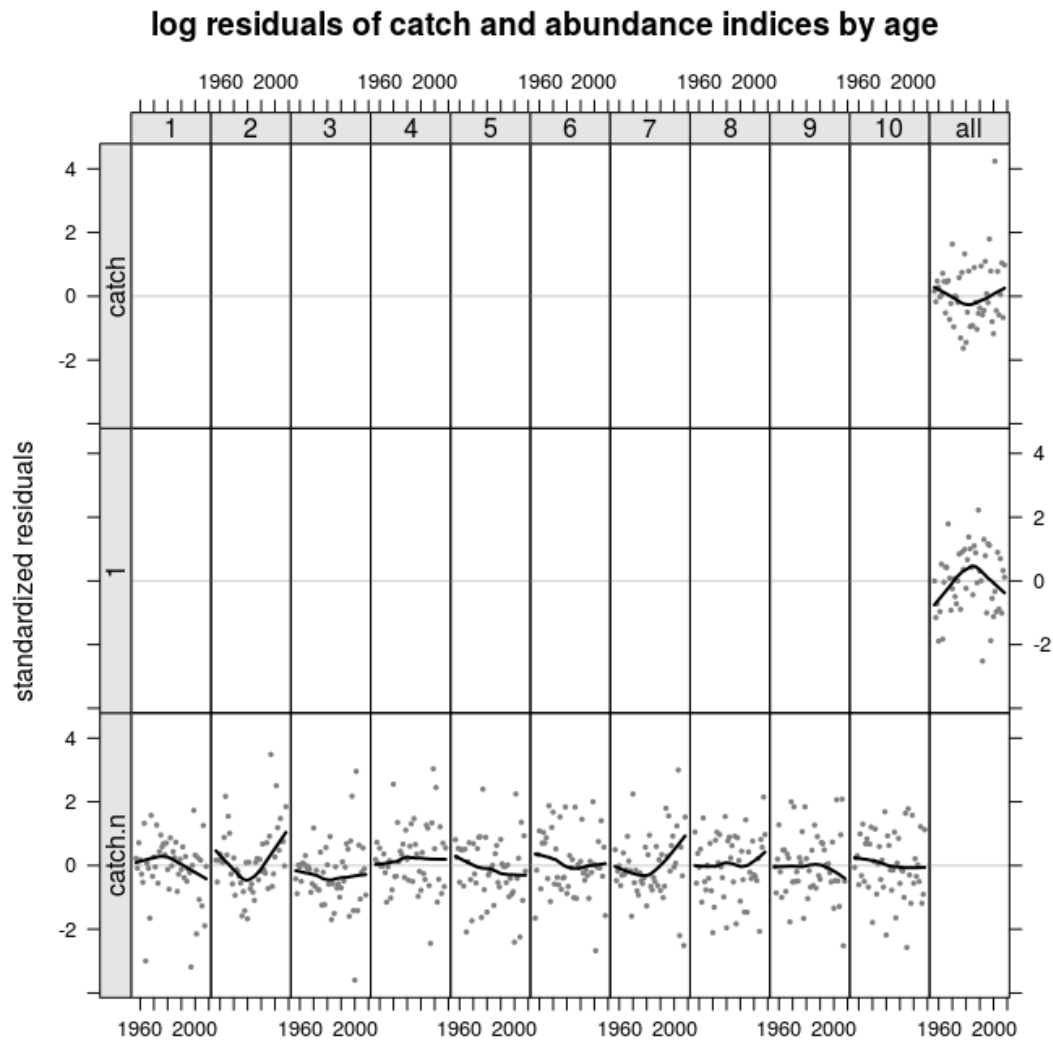 log residuals of catch and abundance indices by age
1960 2000 1960 2000 1960 2000 1960 2000 1960 2000
1 2 3 4 5 6 7 8 9 10 all
4
2
0
-2
catch
4
2
0
-2
1
standardized residuals
4
2
0
-2
catch.n
1960 2000 1960 2000 1960 2000 1960 2000 1960 2000 1960 2000